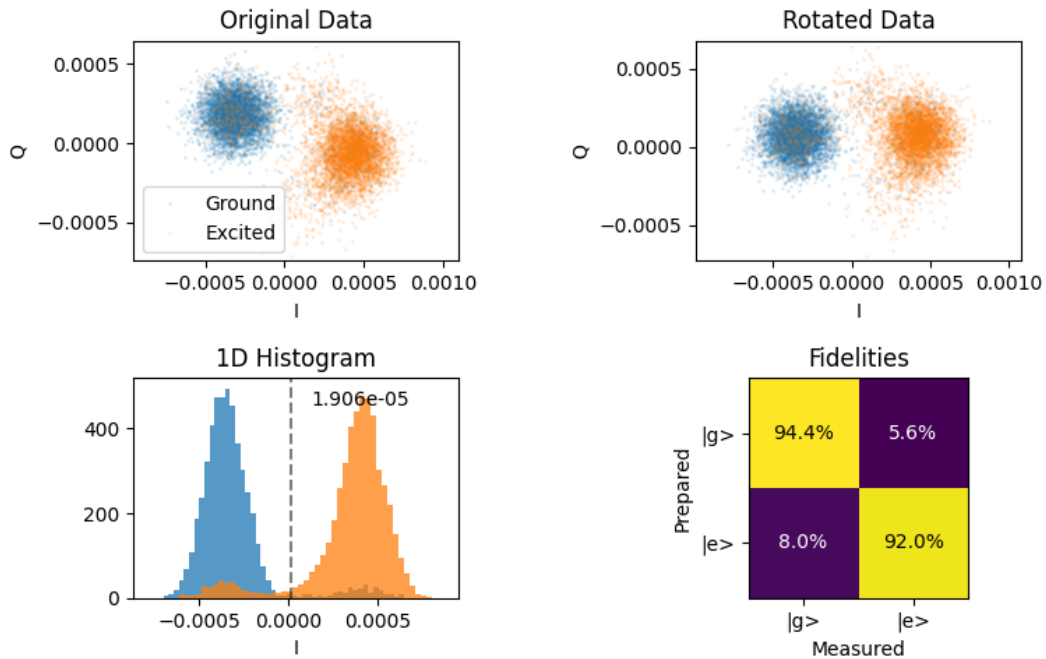 Original Data
0.0005
0.0000
−0.0005
Q
Ground
Excited
−0.0005 0.0000 0.0005 0.0010
I
Rotated Data
0.0005
0.0000
−0.0005
Q
−0.0005 0.0000 0.0005 0.0010
I
1D Histogram
1.906e-05
400
200
0
−0.0005 0.0000 0.0005
I
Fidelities
|g> 94.4% 5.6%
Prepared
|e> 8.0% 92.0%
|g> |e>
Measured